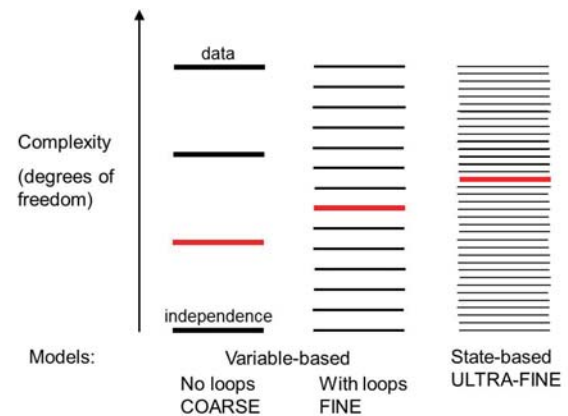 data
Complexity
(degrees of
freedom)
independence
Models:
Variable-based
State-based
ULTRA-FINE
No loops
COARSE
With loops
FINE